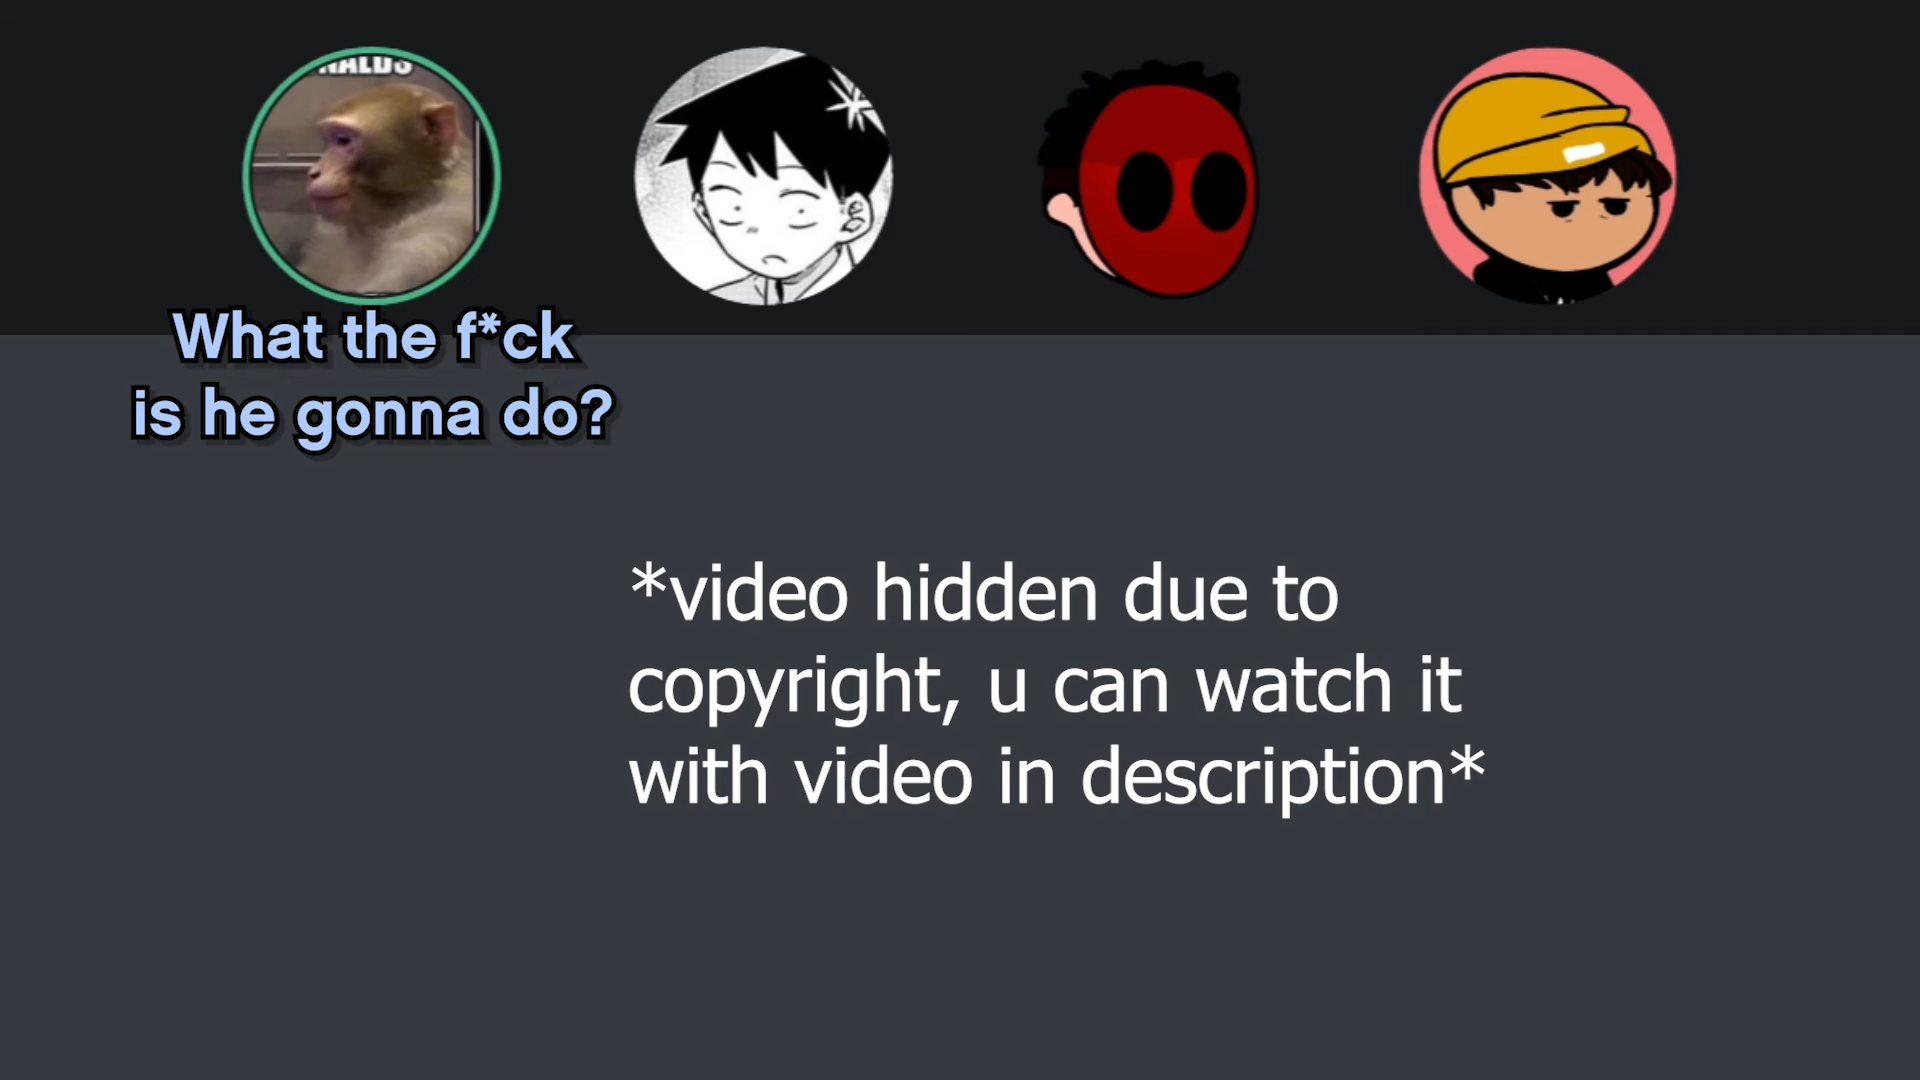 What the f*ck
is he gonna do?
*video hidden due to
copyright, u can watch it
with video in description*